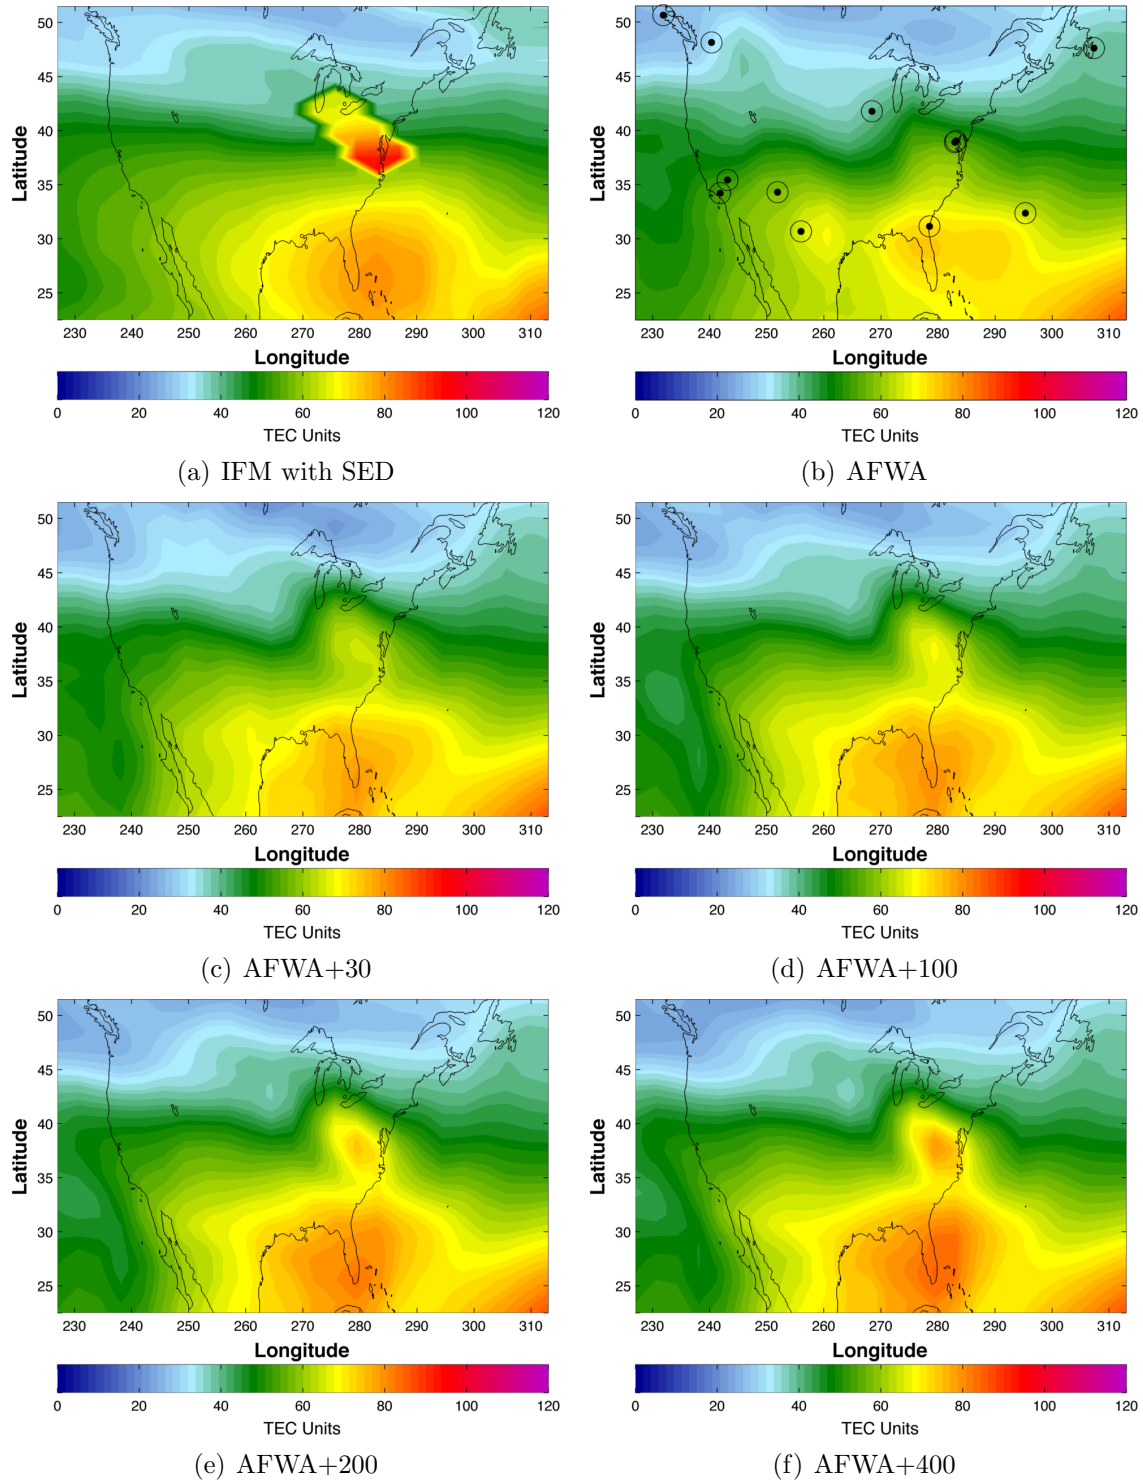 50
45
40
35
30
25
Latitude
230 240 250 260 270 280 290 300 310
Longitude
0 20 40 60 80 100 120
TEC Units
(a) IFM with SED
50
45
40
35
30
25
Latitude
230 240 250 260 270 280 290 300 310
Longitude
0 20 40 60 80 100 120
TEC Units
(b) AFWA
50
45
40
35
30
25
Latitude
230 240 250 260 270 280 290 300 310
Longitude
0 20 40 60 80 100 120
TEC Units
(c) AFWA+30
50
45
40
35
30
25
Latitude
230 240 250 260 270 280 290 300 310
Longitude
0 20 40 60 80 100 120
TEC Units
(d) AFWA+100
50
45
40
35
30
25
Latitude
230 240 250 260 270 280 290 300 310
Longitude
0 20 40 60 80 100 120
TEC Units
(e) AFWA+200
50
45
40
35
30
25
Latitude
230 240 250 260 270 280 290 300 310
Longitude
0 20 40 60 80 100 120
TEC Units
(f) AFWA+400